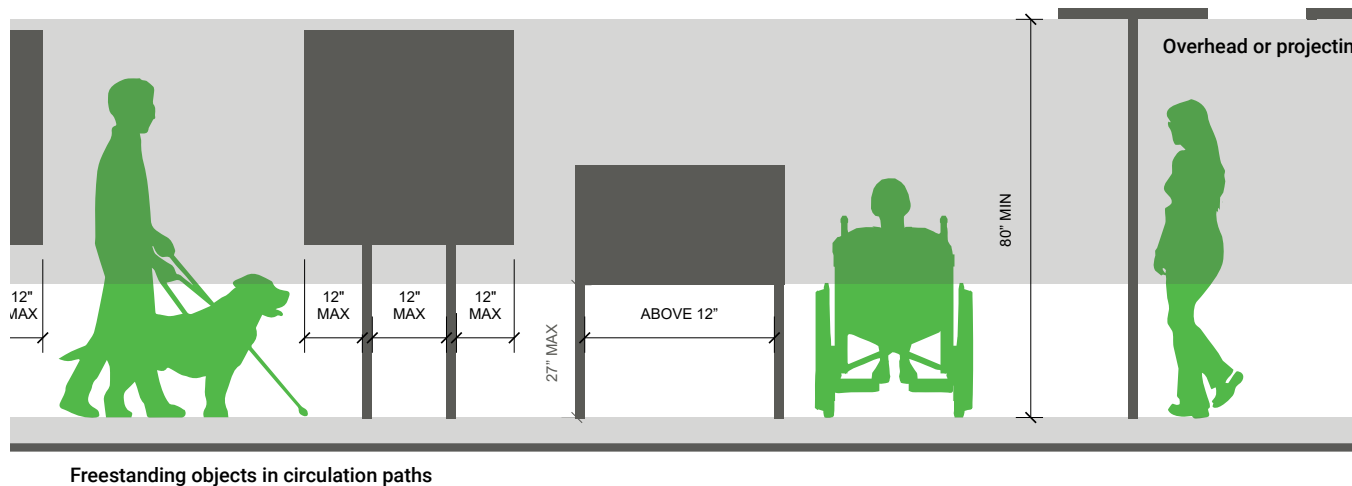 Overhead or projectin
80" MIN
12"
MAX
12"
MAX
12"
MAX
12"
MAX
27" MAX
ABOVE 12”
Freestanding objects in circulation paths